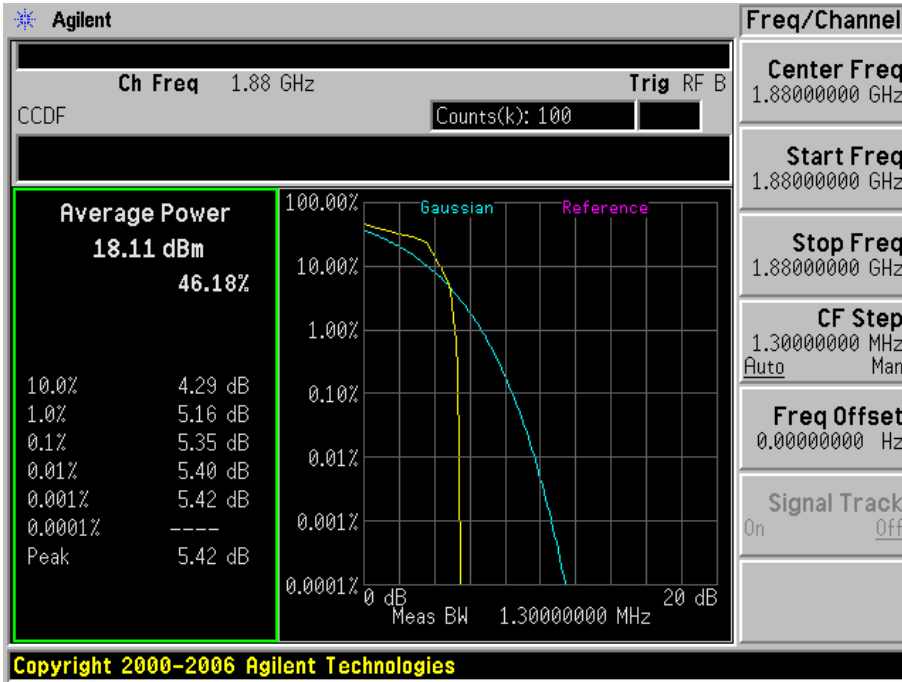 Agilent
Freq/Channel
Ch Freq 1.88 GHz Trig RF B
CCDF Counts(k): 100
Average Power
18.11 dBm
46.18%
10.0% 4.29 dB
1.0% 5.16 dB
0.1% 5.35 dB
0.01% 5.40 dB
0.001% 5.42 dB
0.0001% ----
Peak 5.42 dB
Gaussian Reference
100.00%
10.00%
1.00%
0.10%
0.01%
0.001%
0.0001%
0 dB 20 dB
Meas BW 1.30000000 MHz
Center Freq
1.88000000 GHz
Start Freq
1.88000000 GHz
Stop Freq
1.88000000 GHz
CF Step
1.30000000 MHz
Auto Man
Freq Offset
0.00000000 Hz
Signal Track
On Off
Copyright 2000-2006 Agilent Technologies